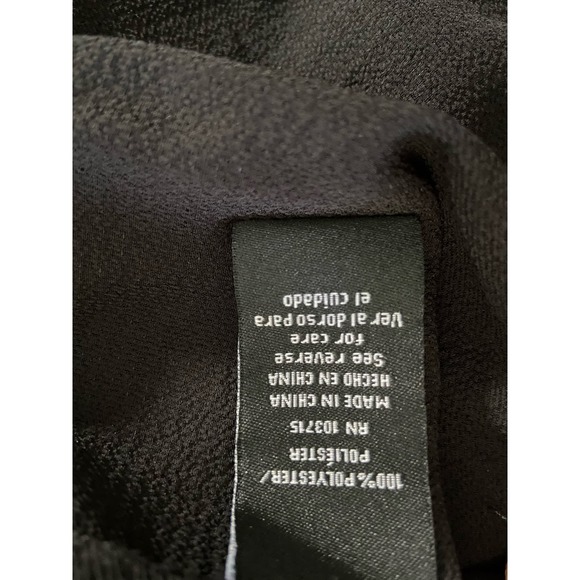 100% POLYESTER/
POLIÉSTER
RN 103715
MADE IN CHINA
HECHO EN CHINA
See reverse
for care
Ver al dorso para
el cuidado